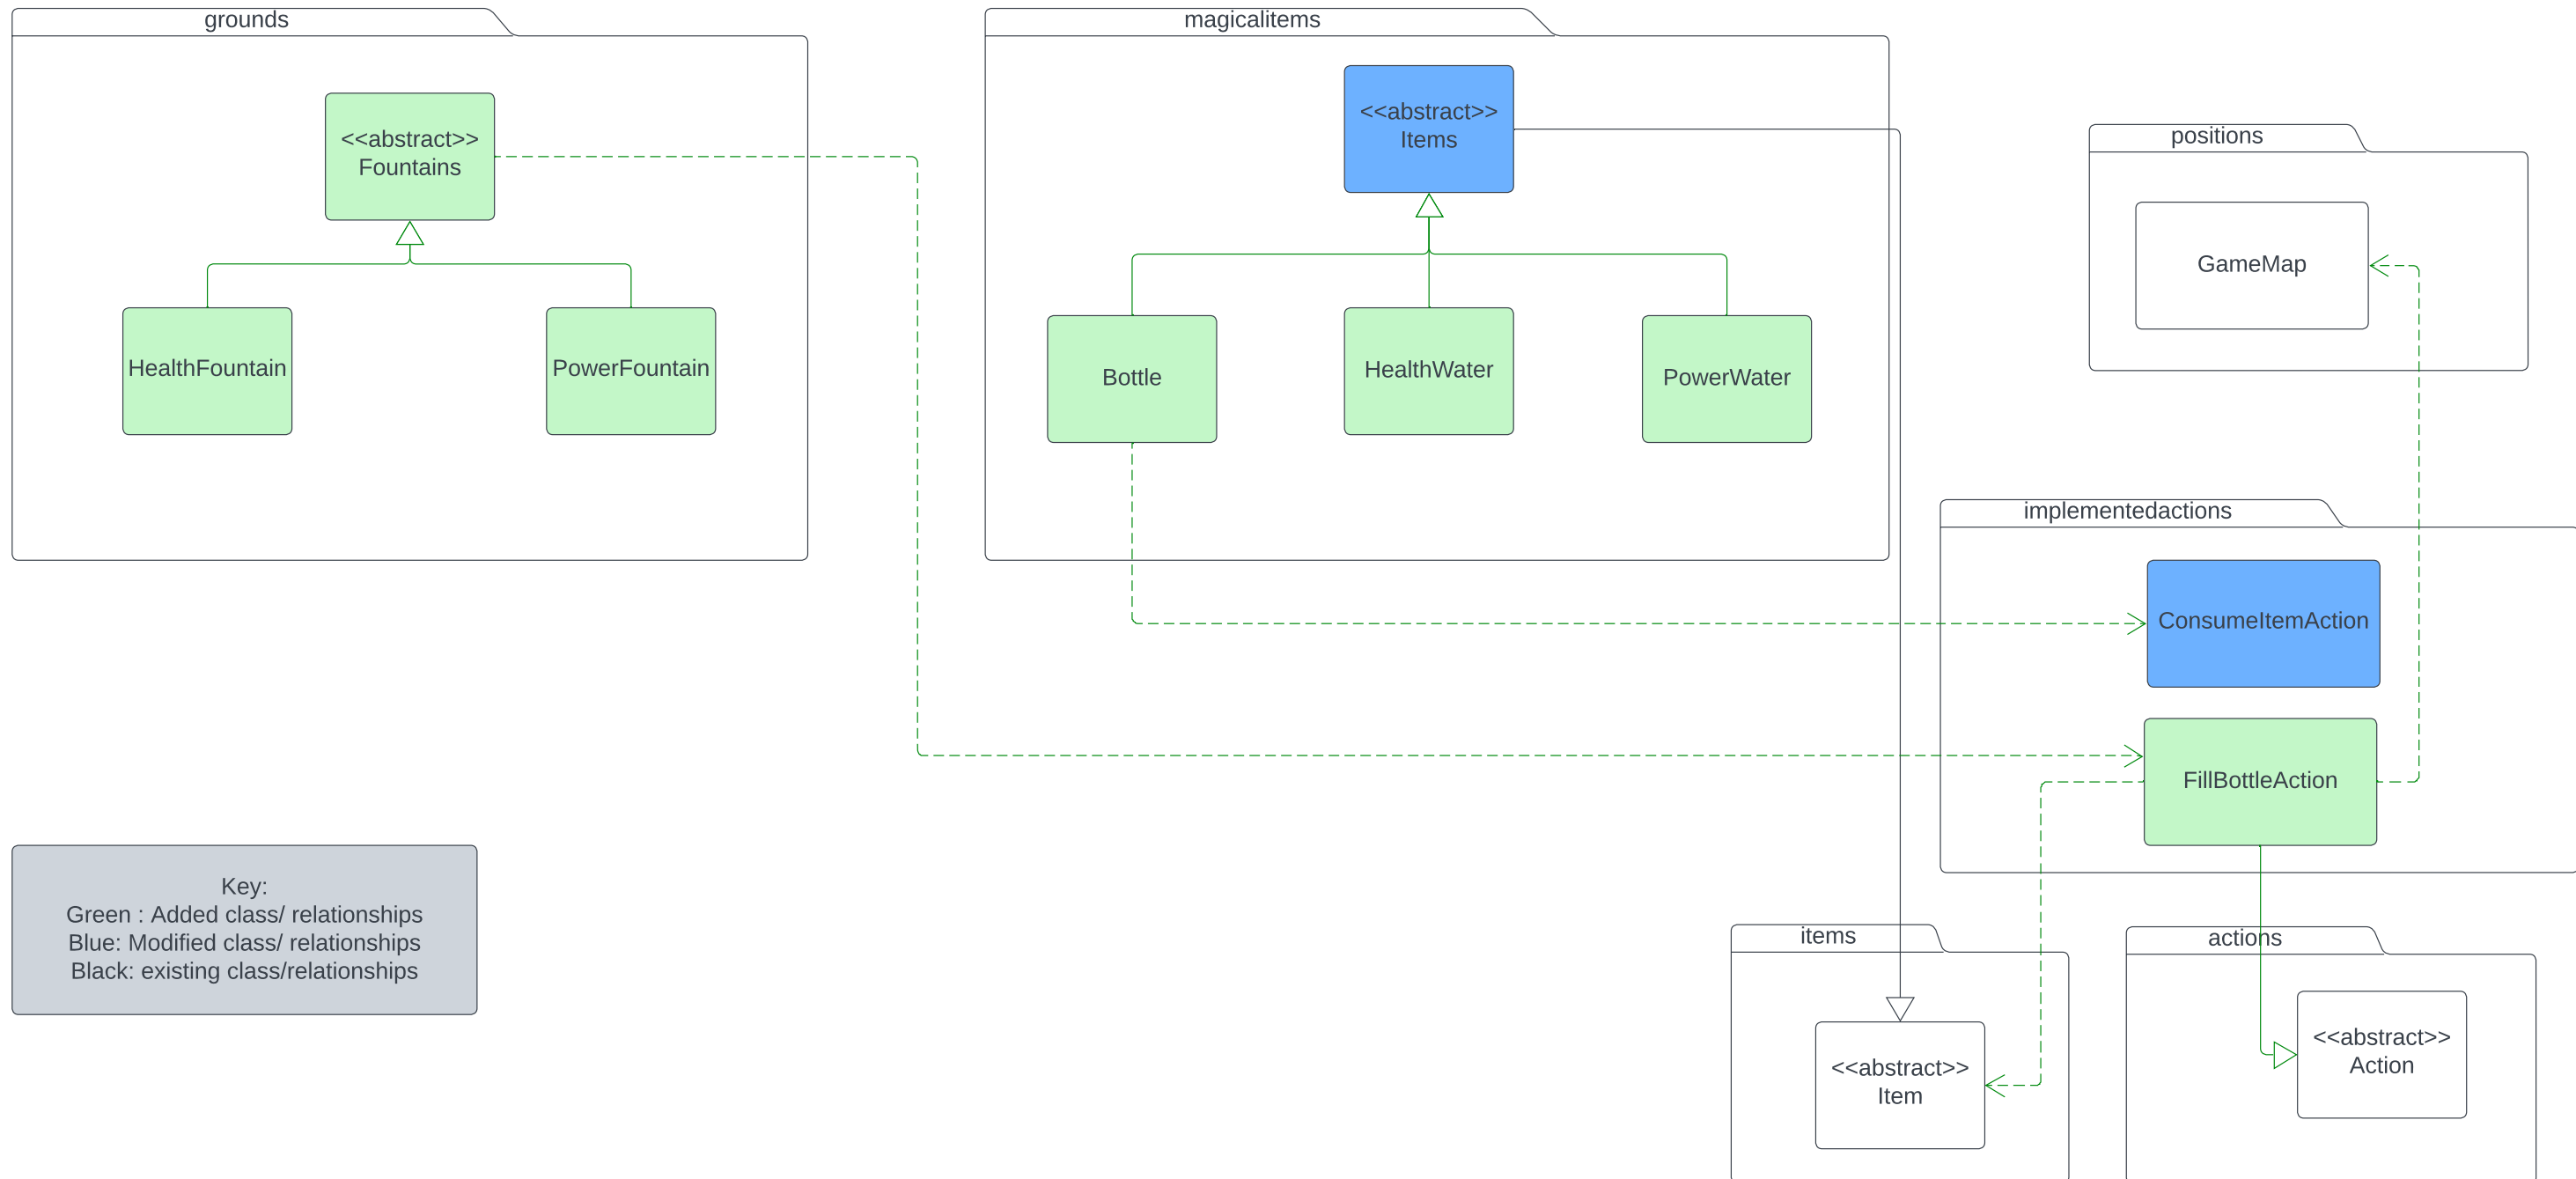 grounds
<<abstract>>
Fountains
HealthFountain
PowerFountain
magicalitems
<<abstract>>
Items
Bottle
HealthWater
PowerWater
positions
GameMap
implementedactions
ConsumeItemAction
FillBottleAction
Key:
Green : Added class/ relationships
Blue: Modified class/ relationships
Black: existing class/relationships
items
<<abstract>>
Item
actions
<<abstract>>
Action